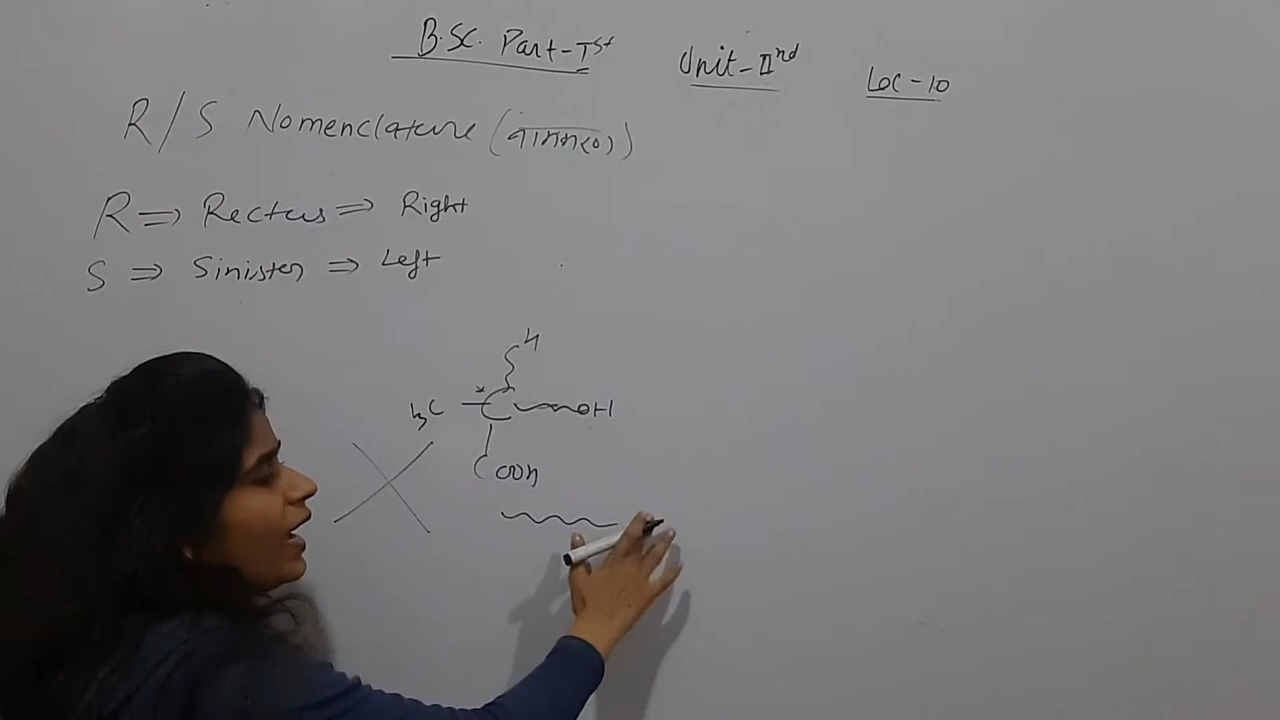 B.SC. Part-Ist Unit-IInd Lec-10
R/S Nomenclature (नामकरण)
R ⇒ Rectus ⇒ Right
S ⇒ Sinister ⇒ Left
H
H3C * C OH
COOH